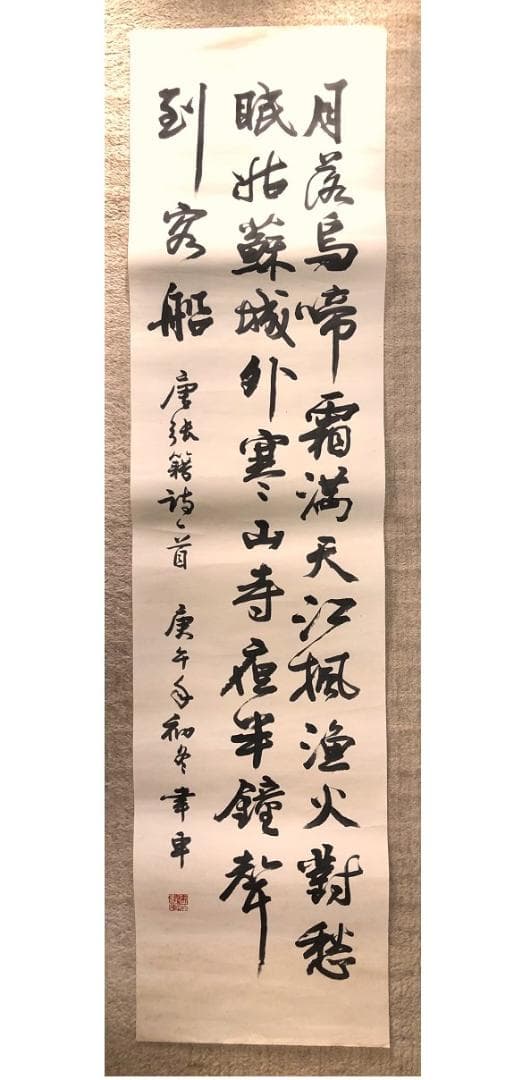 月落烏啼霜滿天江楓漁火對愁
眠姑蘇城外寒山寺夜半鐘聲
到客船 唐張籍詩一首 庚午年初冬